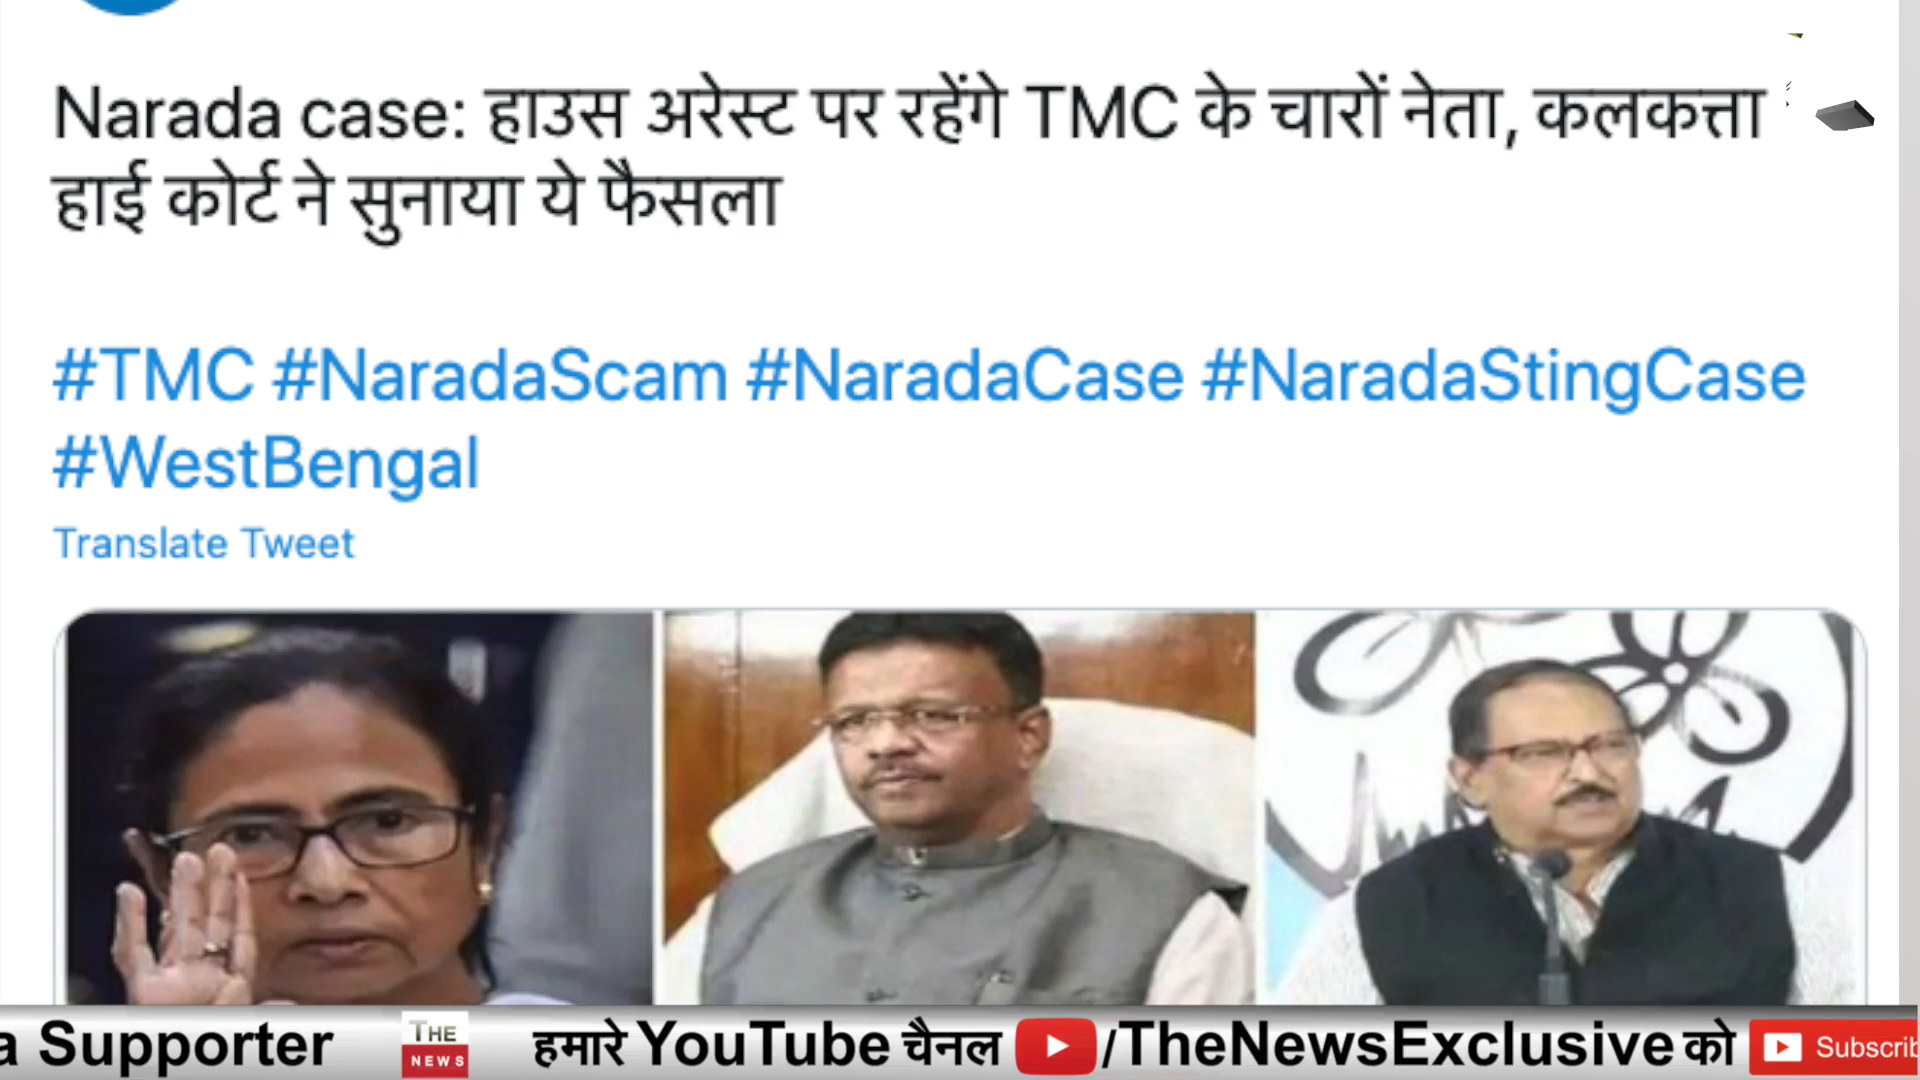 Narada case: हाउस अरेस्ट पर रहेंगे TMC के चारों नेता, कलकत्ता
हाई कोर्ट ने सुनाया ये फैसला
#TMC #NaradaScam #NaradaCase #NaradaStingCase
#WestBengal
Translate Tweet
a Supporter THE NEWS हमारे YouTube चैनल /TheNewsExclusive को Subscrib